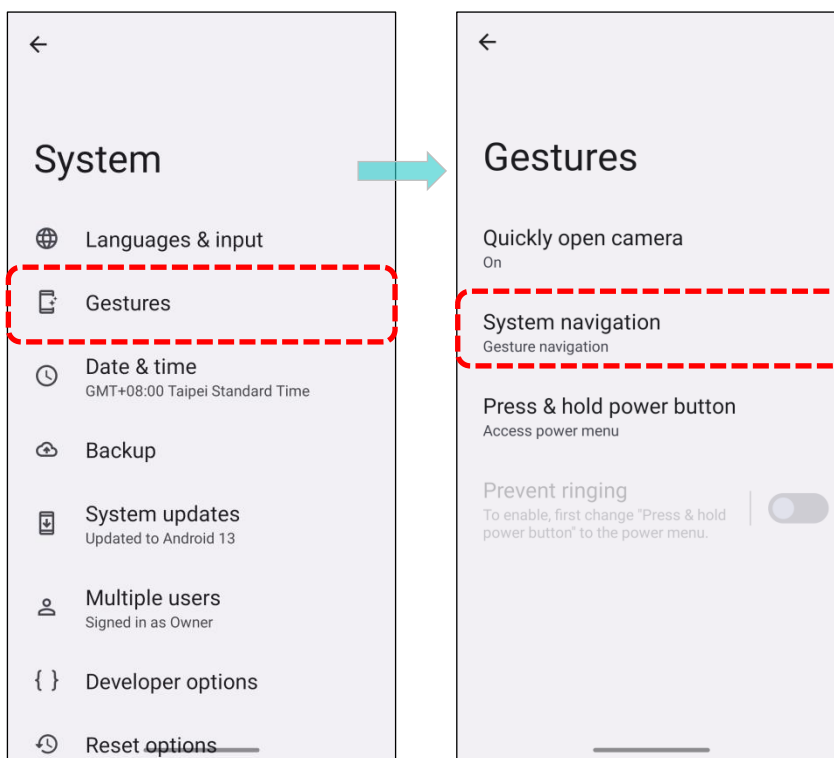 System
Languages & input
Gestures
Date & time
GMT+08:00 Taipei Standard Time
Backup
System updates
Updated to Android 13
Multiple users
Signed in as Owner
{ } Developer options
Reset options
Gestures
Quickly open camera
On
System navigation
Gesture navigation
Press & hold power button
Access power menu
Prevent ringing
To enable, first change "Press & hold
power button" to the power menu.